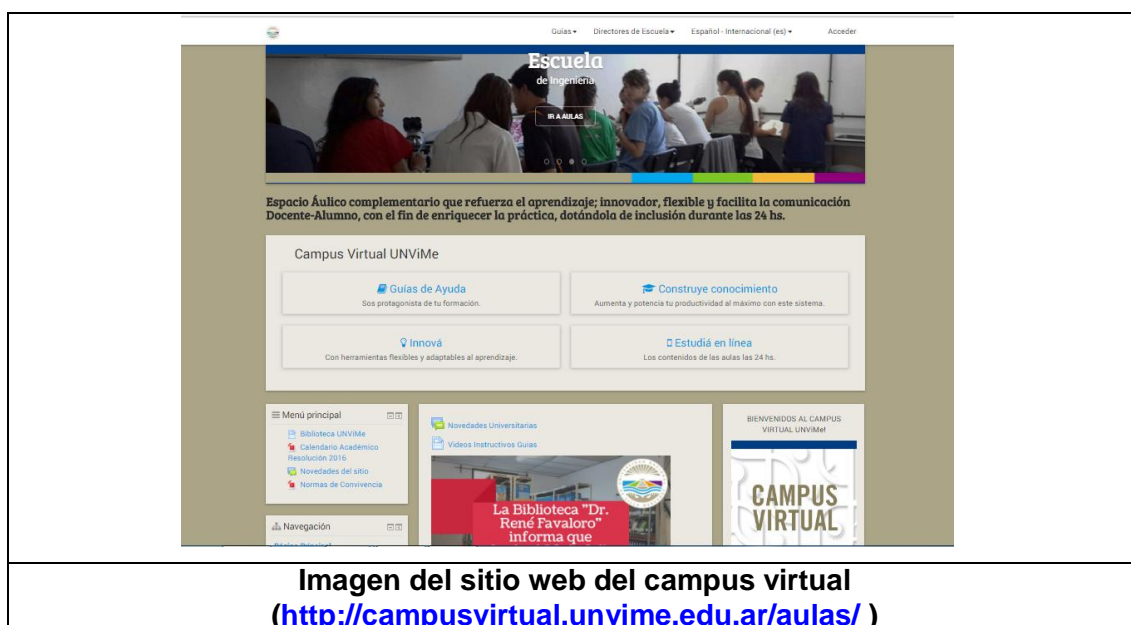 Guías
Directores de Escuela
Español - Internacional (es)
Acceder
Escuela
de Ingeniería
IR A AULAS
Espacio Áulico complementario que refuerza el aprendizaje; innovador, flexible y facilita la comunicación
Docente-Alumno, con el fin de enriquecer la práctica, dotándola de inclusión durante las 24 hs.
Campus Virtual UNViMe
Guías de Ayuda
Sos protagonista de tu formación.
Construye conocimiento
Aumenta y potencia tu productividad al máximo con este sistema.
Innová
Con herramientas flexibles y adaptables al aprendizaje.
Estudiá en línea
Los contenidos de las aulas las 24 hs.
Menú principal
Biblioteca UNViMe
Calendario Académico
Resolución 2016
Novedades del sitio
Normas de Convivencia
Navegación
Novedades Universitarias
Videos Instructivos Guias
La Biblioteca "Dr.
René Favaloro"
informa que
BIENVENIDOS AL CAMPUS
VIRTUAL UNViMe!
CAMPUS
VIRTUAL
Imagen del sitio web del campus virtual
(http://campusvirtual.unvime.edu.ar/aulas/ )